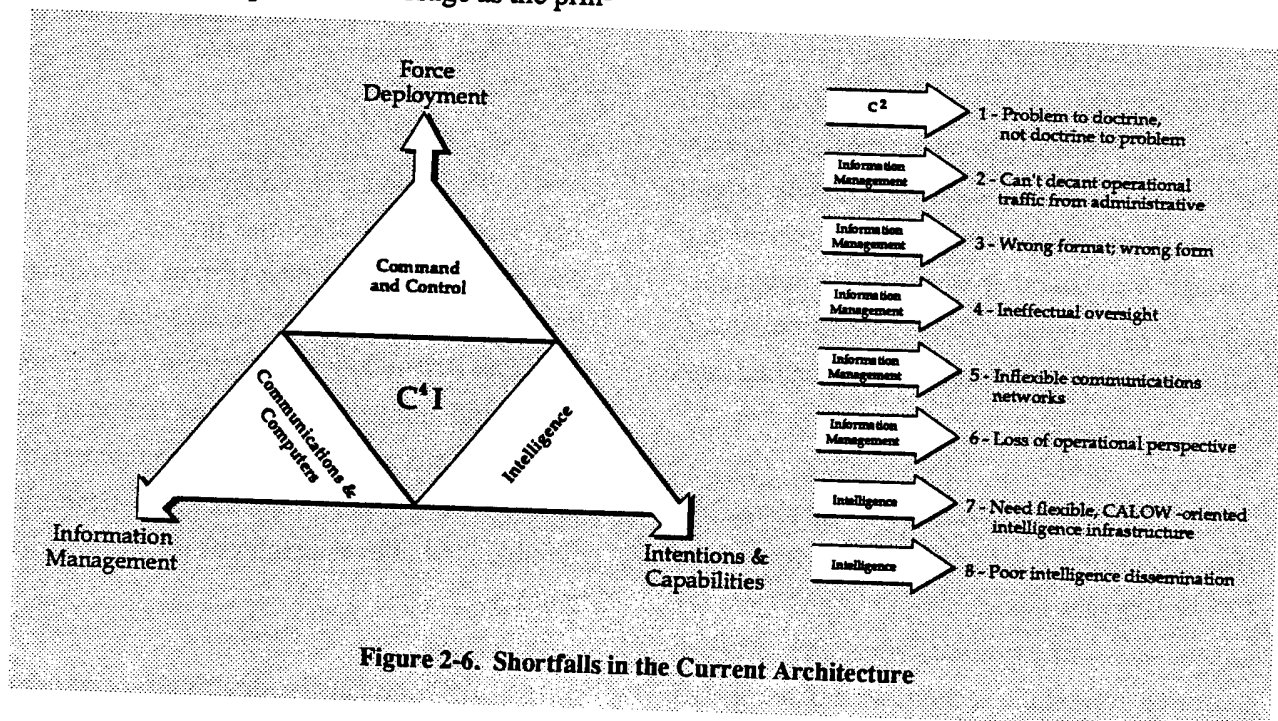 as the prin-
Force
Deployment
Command
and Control
C⁴I
Communications &
Computers
Intelligence
Information
Management
Intentions &
Capabilities
C²
1 - Problem to doctrine,
not doctrine to problem
Information
Management
2 - Can't decant operational
traffic from administrative
Information
Management
3 - Wrong format; wrong form
Information
Management
4 - Ineffectual oversight
Information
Management
5 - Inflexible communications
networks
Information
Management
6 - Loss of operational perspective
Intelligence
7 - Need flexible, CALOW -oriented
intelligence infrastructure
Intelligence
8 - Poor intelligence dissemination
Figure 2-6. Shortfalls in the Current Architecture